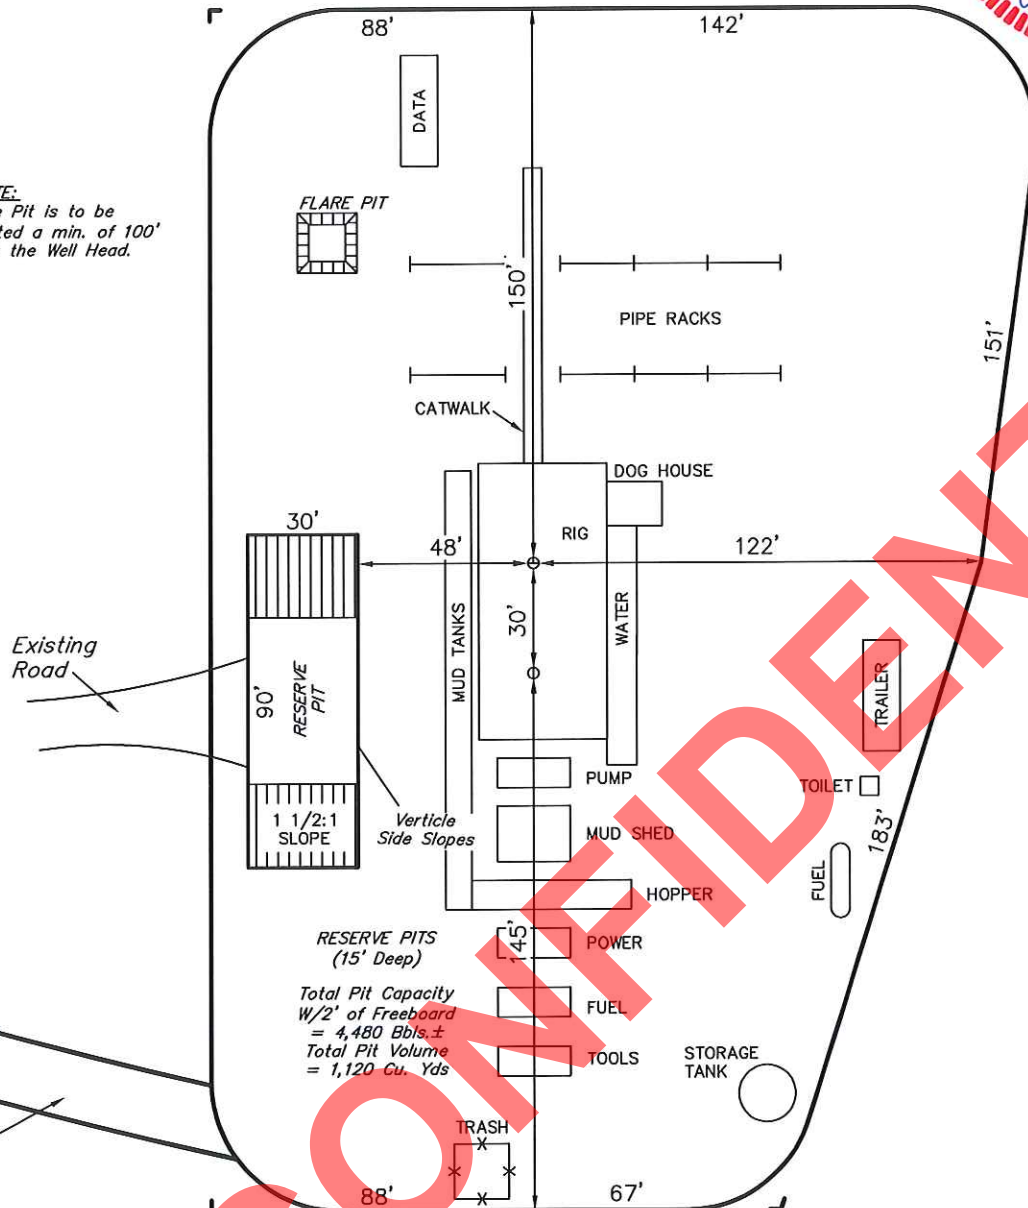 88'
142'
DATA
Pit is to be
a min. of 100'
the Well Head.
FLARE PIT
150'
PIPE RACKS
151'
CATWALK
DOG HOUSE
RIG
30'
48'
122'
MUD TANKS
30'
WATER
Existing
Road
90'
RESERVE
PIT
TRAILER
PUMP
TOILET
1 1/2:1
SLOPE
Verticle
Side Slopes
MUD SHED
183'
FUEL
HOPPER
RESERVE PITS
(15' Deep)
145'
POWER
Total Pit Capacity
W/2' of Freeboard
= 4,480 Bbls.±
Total Pit Volume
= 1,120 Cu. Yds
FUEL
TOOLS
STORAGE
TANK
TRASH
88'
67'
CONFIDENT